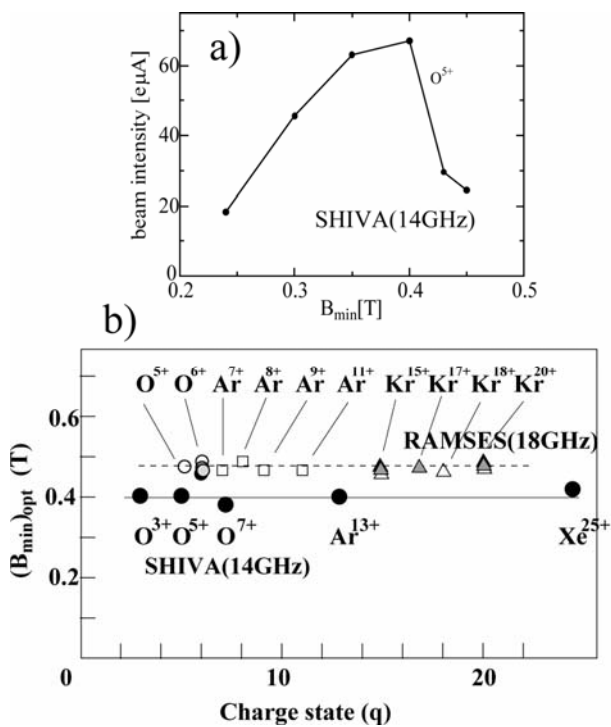 a)
beam intensity [eμA]
60
40
20
0
O5+
SHIVA(14GHz)
0.2 0.3 0.4 0.5
Bmin[T]
b)
(Bmin)opt (T)
O5+ O6+ Ar7+ Ar8+ Ar9+ Ar11+ Kr15+ Kr17+ Kr18+ Kr20+
0.6
RAMSES(18GHz)
0.4
O3+ O5+ O7+ Ar13+ Xe25+
SHIVA(14GHz)
0.2
0 10 20
Charge state (q)